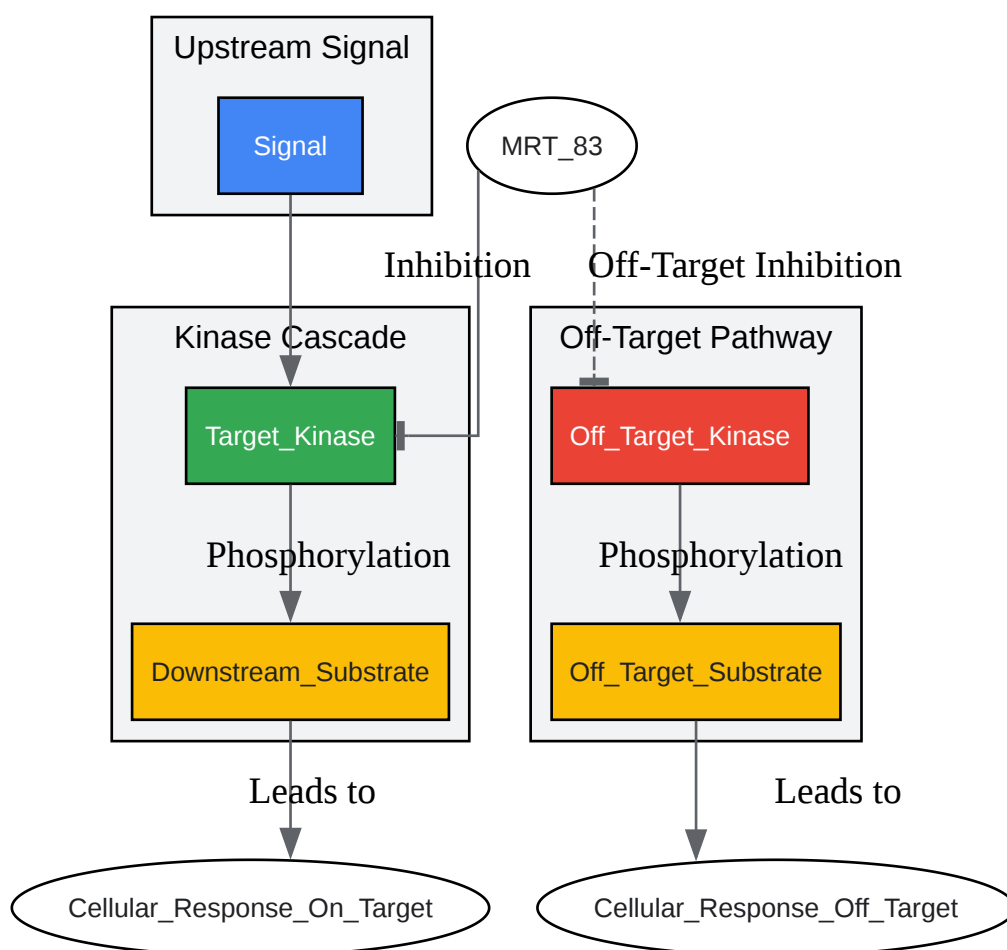 Upstream Signal
Signal
MRT_83
Inhibition
Off-Target Inhibition
Kinase Cascade
Off-Target Pathway
Target_Kinase
Off_Target_Kinase
Phosphorylation
Phosphorylation
Downstream_Substrate
Off_Target_Substrate
Leads to
Leads to
Cellular_Response_On_Target
Cellular_Response_Off_Target